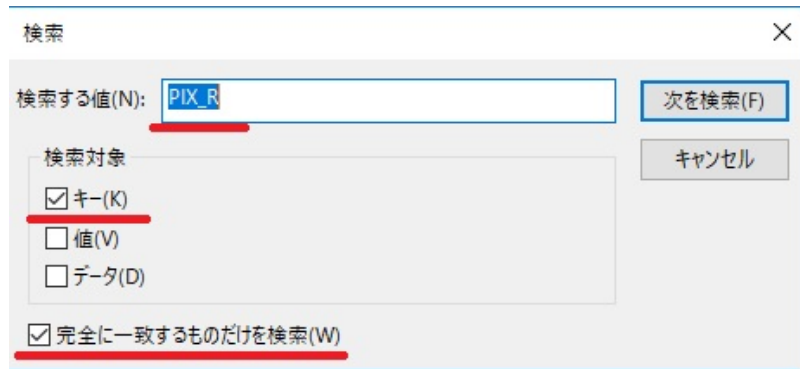 検索
検索する値(N): PIX_R 次を検索(F)
検索対象 キャンセル
キー(K)
値(V)
データ(D)
完全に一致するものだけを検索(W)